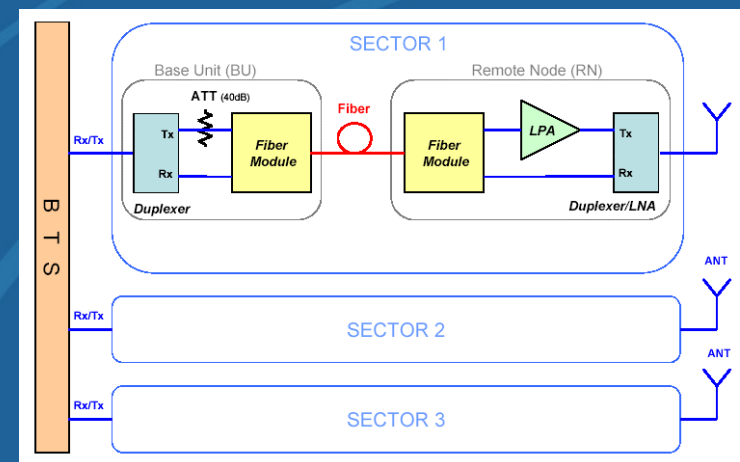 SECTOR 1
Base Unit (BU)
Remote Node (RN)
ATT (40dB)
Fiber
LPA
Rx/Tx
Tx
Rx
Fiber
Module
Fiber
Module
Tx
Rx
Duplexer
Duplexer/LNA
BTS
ANT
Rx/Tx
SECTOR 2
ANT
Rx/Tx
SECTOR 3